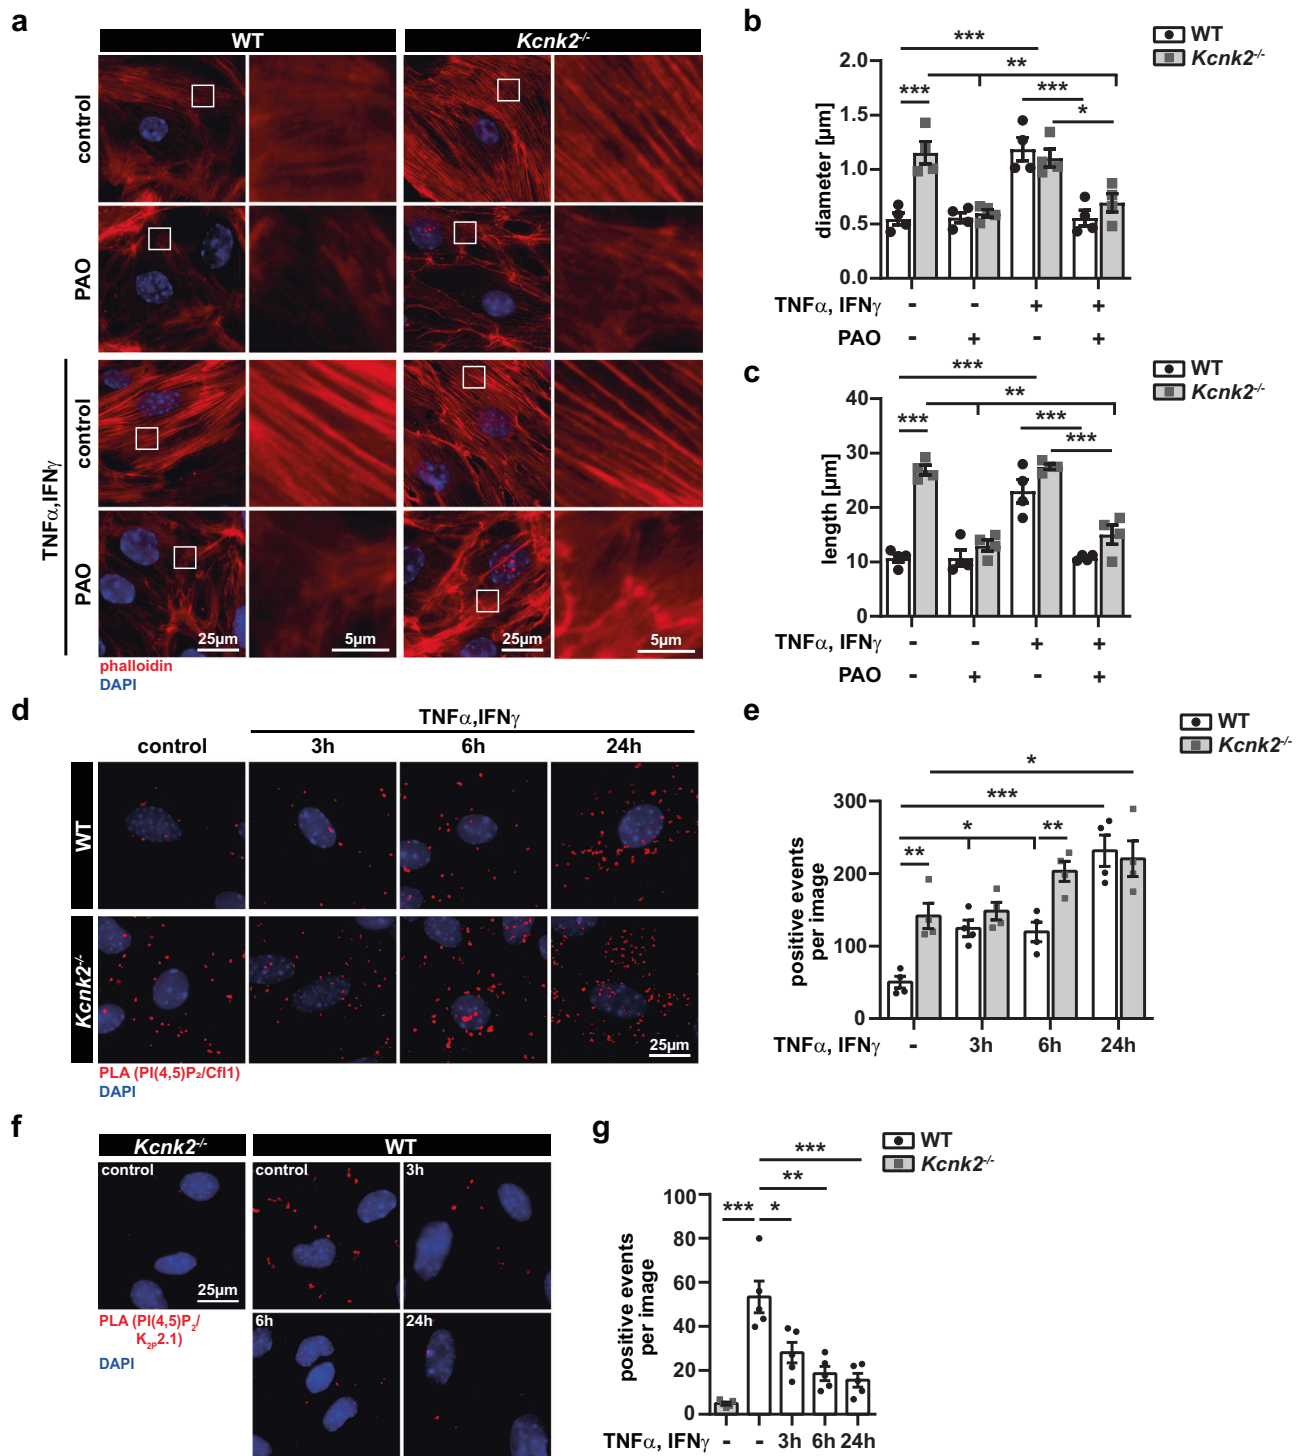 a
WT
Kcnk2-/-
control
PAO
TNFα,IFNγ
control
PAO
25µm
5µm
25µm
5µm
phalloidin
DAPI
b
WT
Kcnk2-/-
***
**
***
***
*
diameter [µm]
2.0
1.5
1.0
0.5
0.0
TNFα, IFNγ - - + +
PAO - + - +
c
WT
Kcnk2-/-
***
**
***
***
***
length [µm]
40
30
20
10
0
TNFα, IFNγ - - + +
PAO - + - +
d
TNFα,IFNγ
control 3h 6h 24h
WT
Kcnk2-/-
25µm
PLA (PI(4,5)P₂/Cfl1)
DAPI
e
WT
Kcnk2-/-
*
***
*
**
**
positive events
per image
300
200
100
0
TNFα, IFNγ - 3h 6h 24h
f
Kcnk2-/-
WT
control
control
3h
25µm
6h
24h
PLA (PI(4,5)P₂/
K₂P2.1)
DAPI
g
WT
Kcnk2-/-
***
**
***
*
positive events
per image
100
80
60
40
20
0
TNFα, IFNγ - - 3h 6h 24h